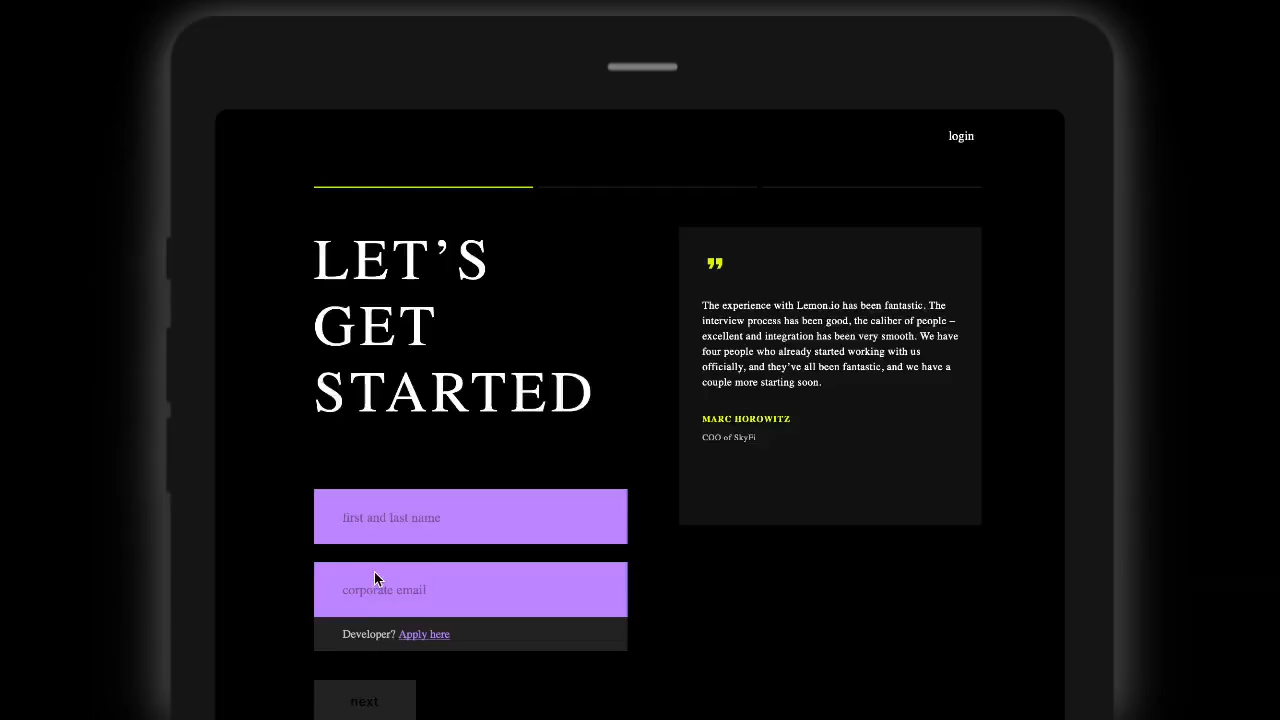 login
LET’S
GET
STARTED
first and last name
corporate email
Developer? Apply here
next
"
The experience with Lemon.io has been fantastic. The
interview process has been good, the caliber of people –
excellent and integration has been very smooth. We have
four people who already started working with us
officially, and they’ve all been fantastic, and we have a
couple more starting soon.
MARC HOROWITZ
COO of SkyFi